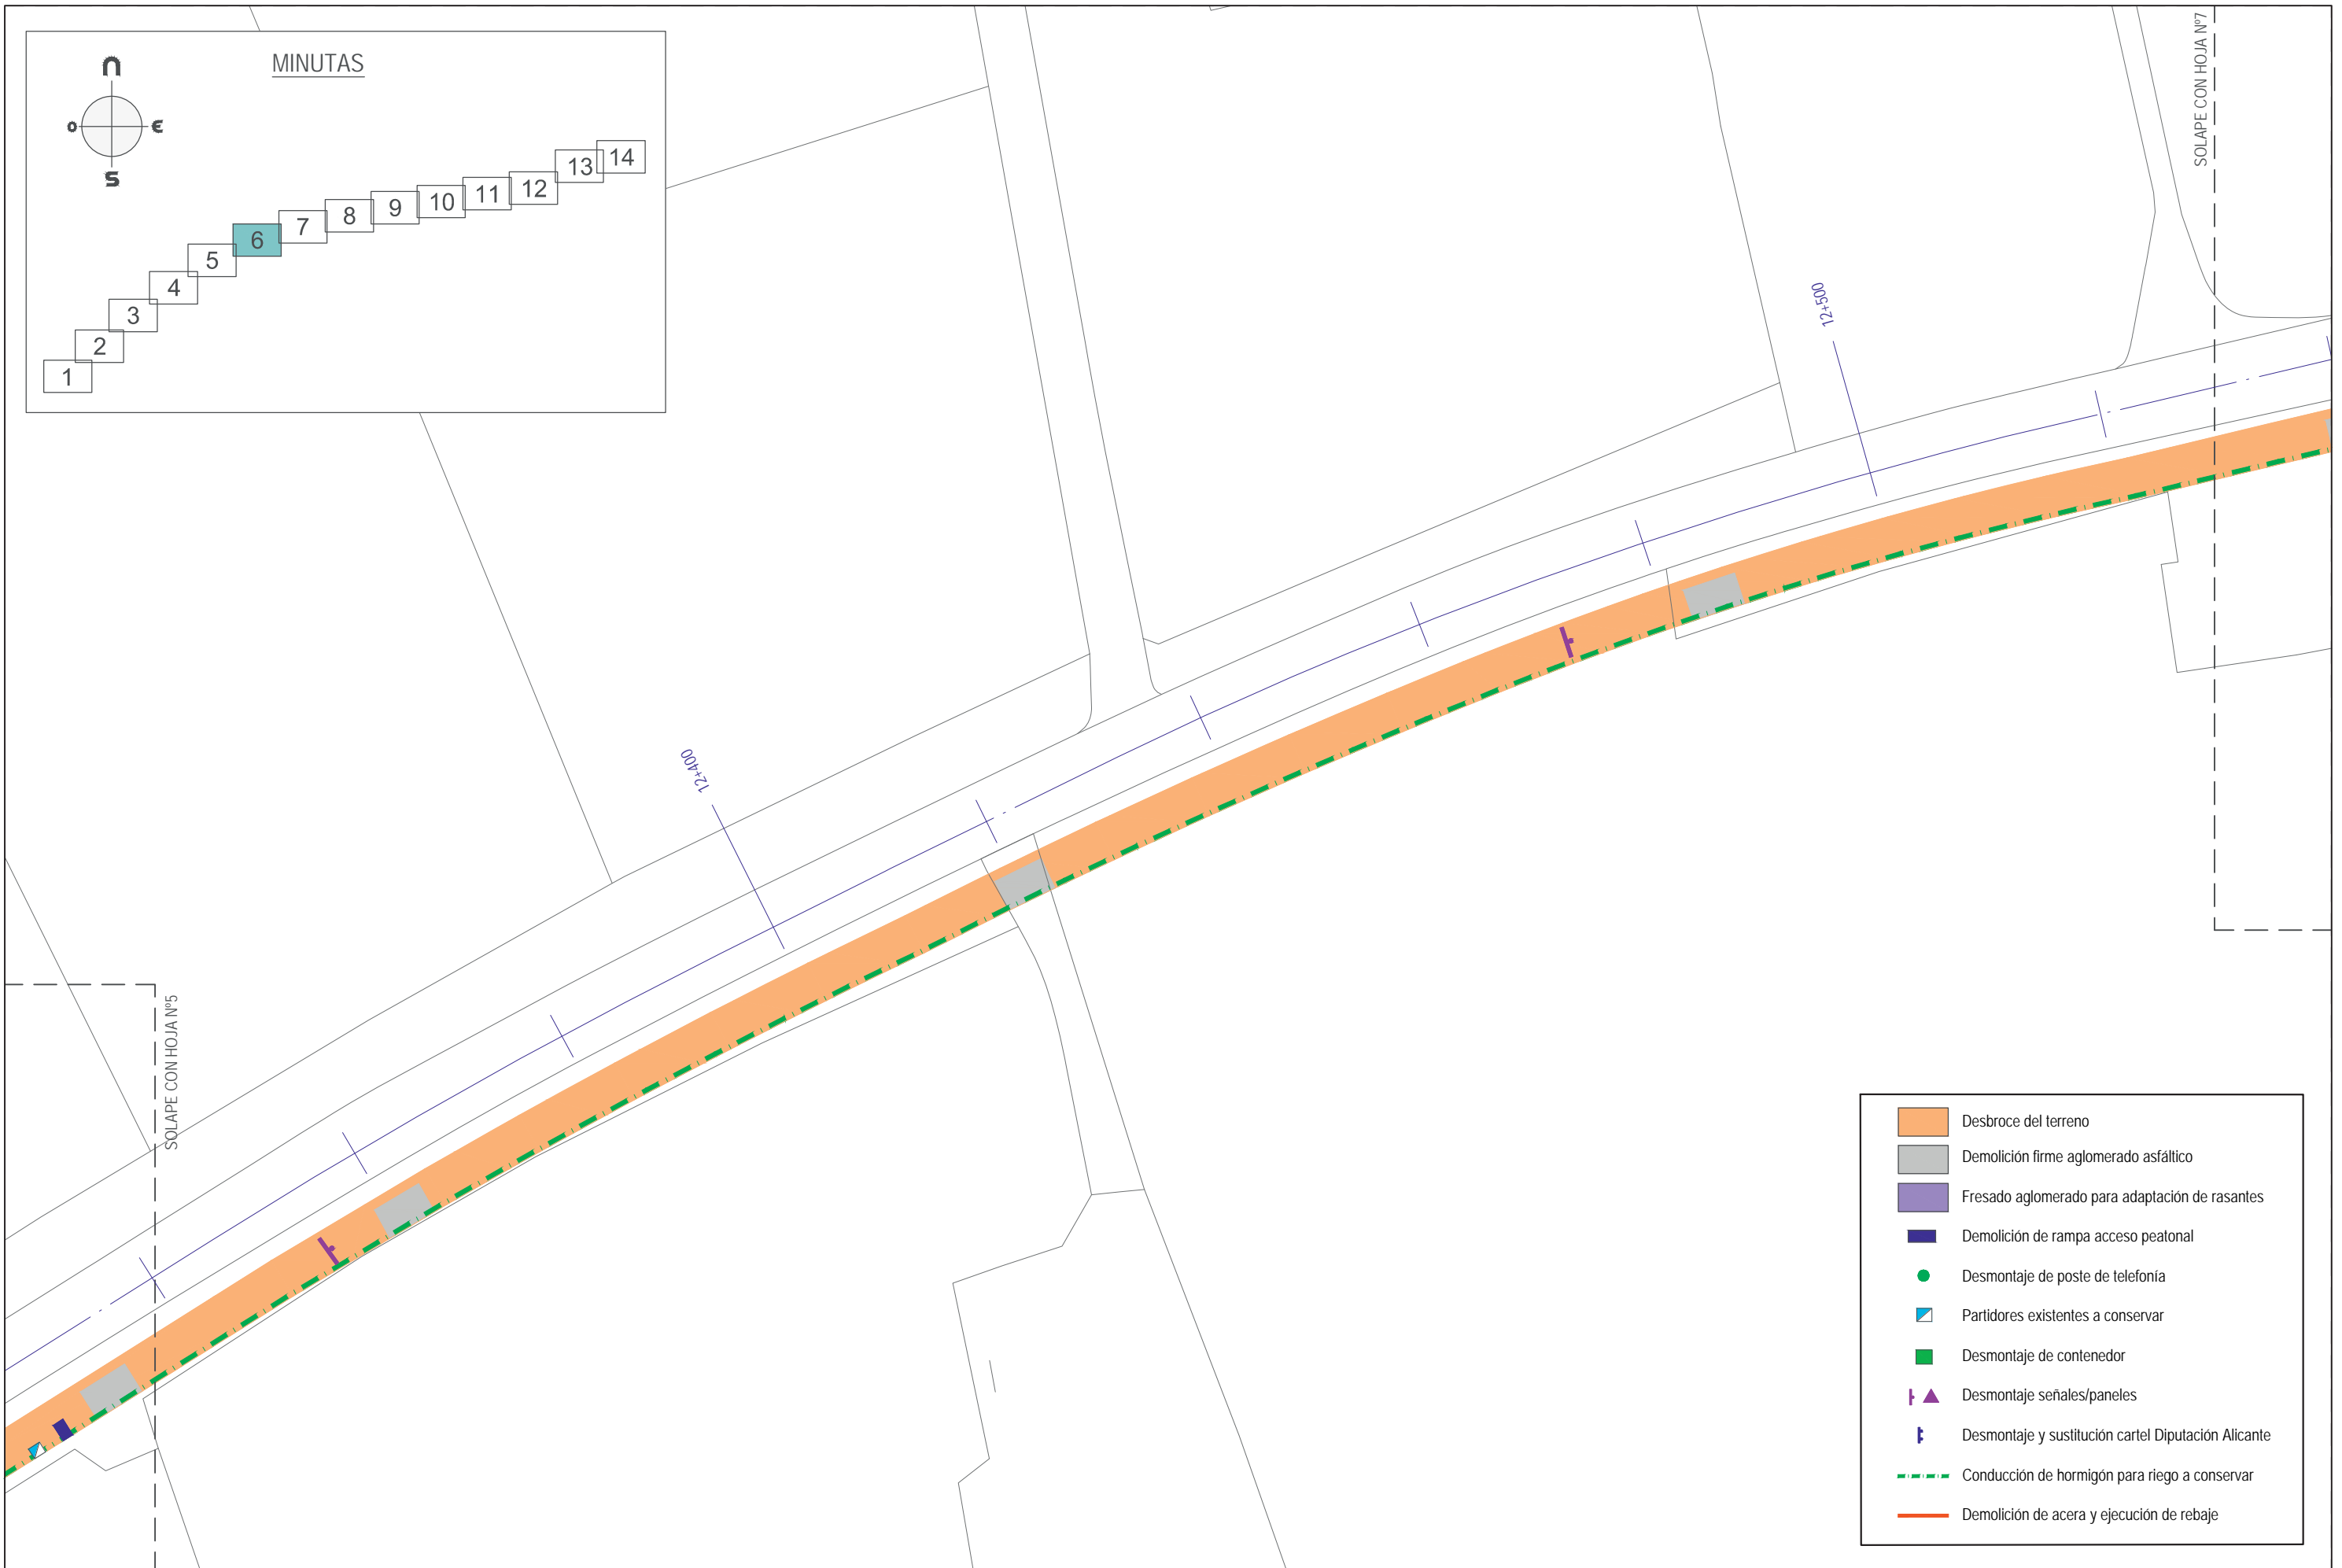 MINUTAS
N
O
E
S
1
2
3
4
5
6
7
8
9
10
11
12
13
14
SOLAPE CON HOJA Nº7
12+500
12+400
SOLAPE CON HOJA Nº5
Desbroce del terreno
Demolición firme aglomerado asfáltico
Fresado aglomerado para adaptación de rasantes
Demolición de rampa acceso peatonal
Desmontaje de poste de telefonía
Partidores existentes a conservar
Desmontaje de contenedor
Desmontaje señales/paneles
Desmontaje y sustitución cartel Diputación Alicante
Conducción de hormigón para riego a conservar
Demolición de acera y ejecución de rebaje